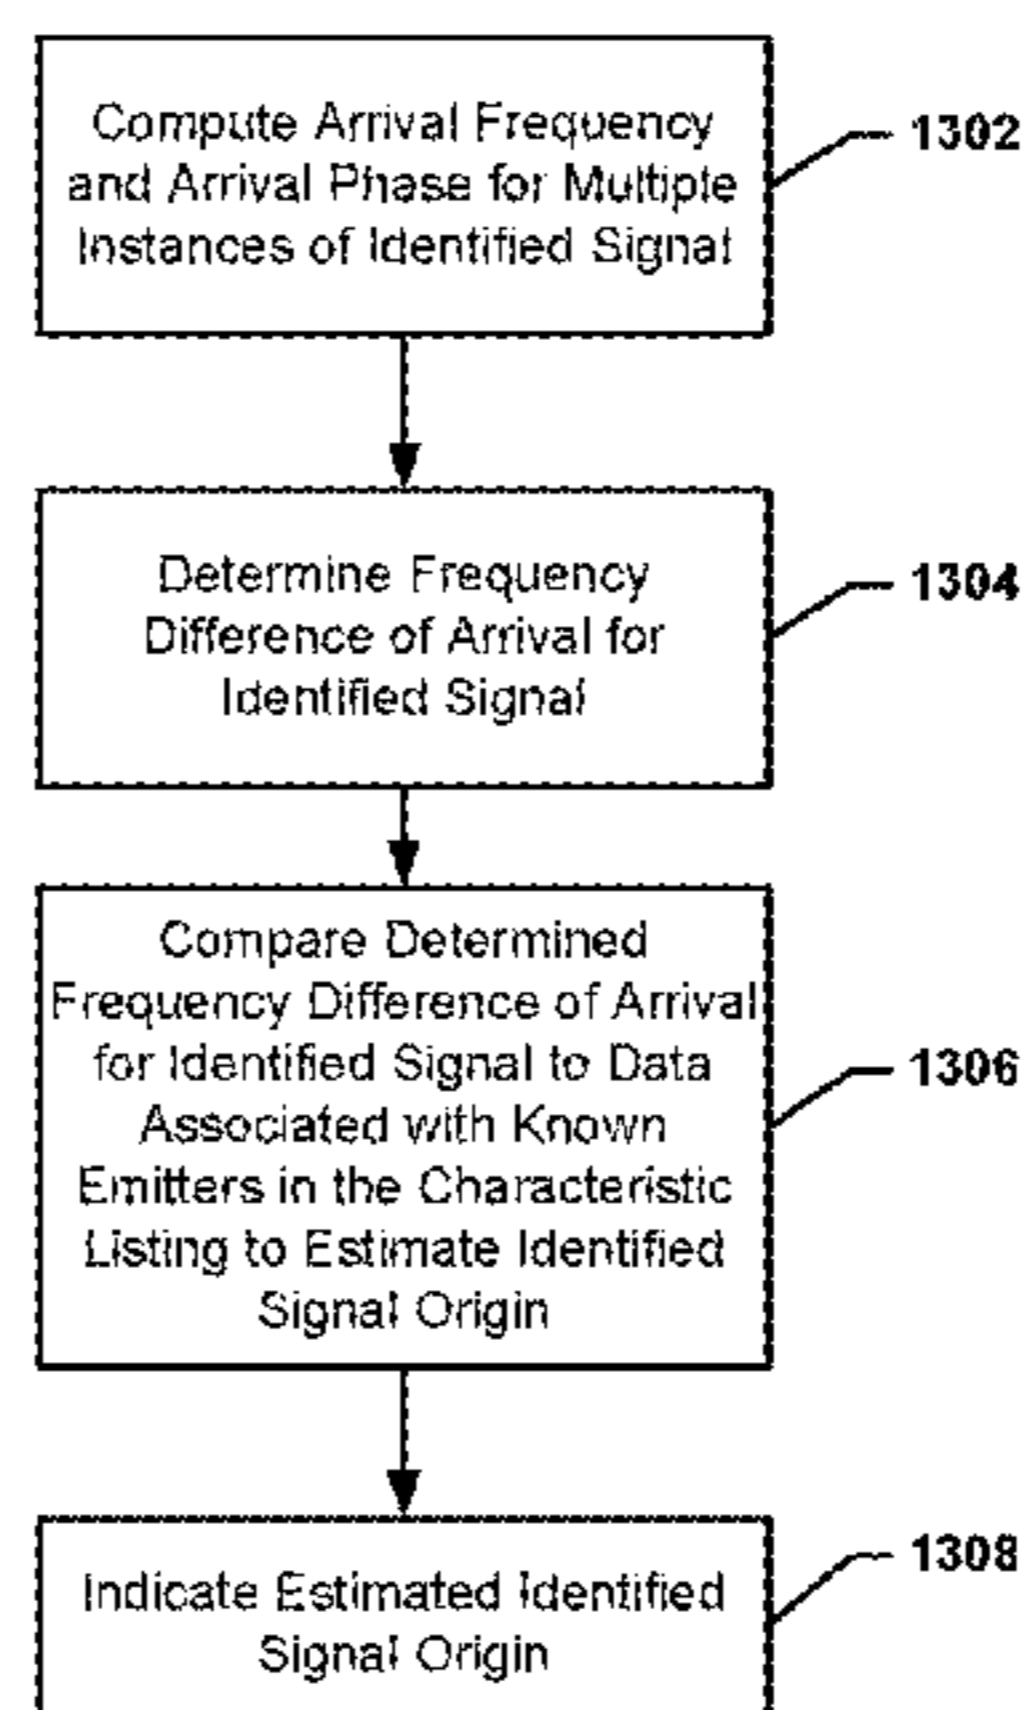 Compute Arrival Frequency
and Arrival Phase for Multiple
Instances of Identified Signal
1302
Determine Frequency
Difference of Arrival for
Identified Signal
1304
Compare Determined
Frequency Difference of Arrival
for Identified Signal to Data
Associated with Known
Emitters in the Characteristic
Listing to Estimate Identified
Signal Origin
1306
Indicate Estimated Identified
Signal Origin
1308